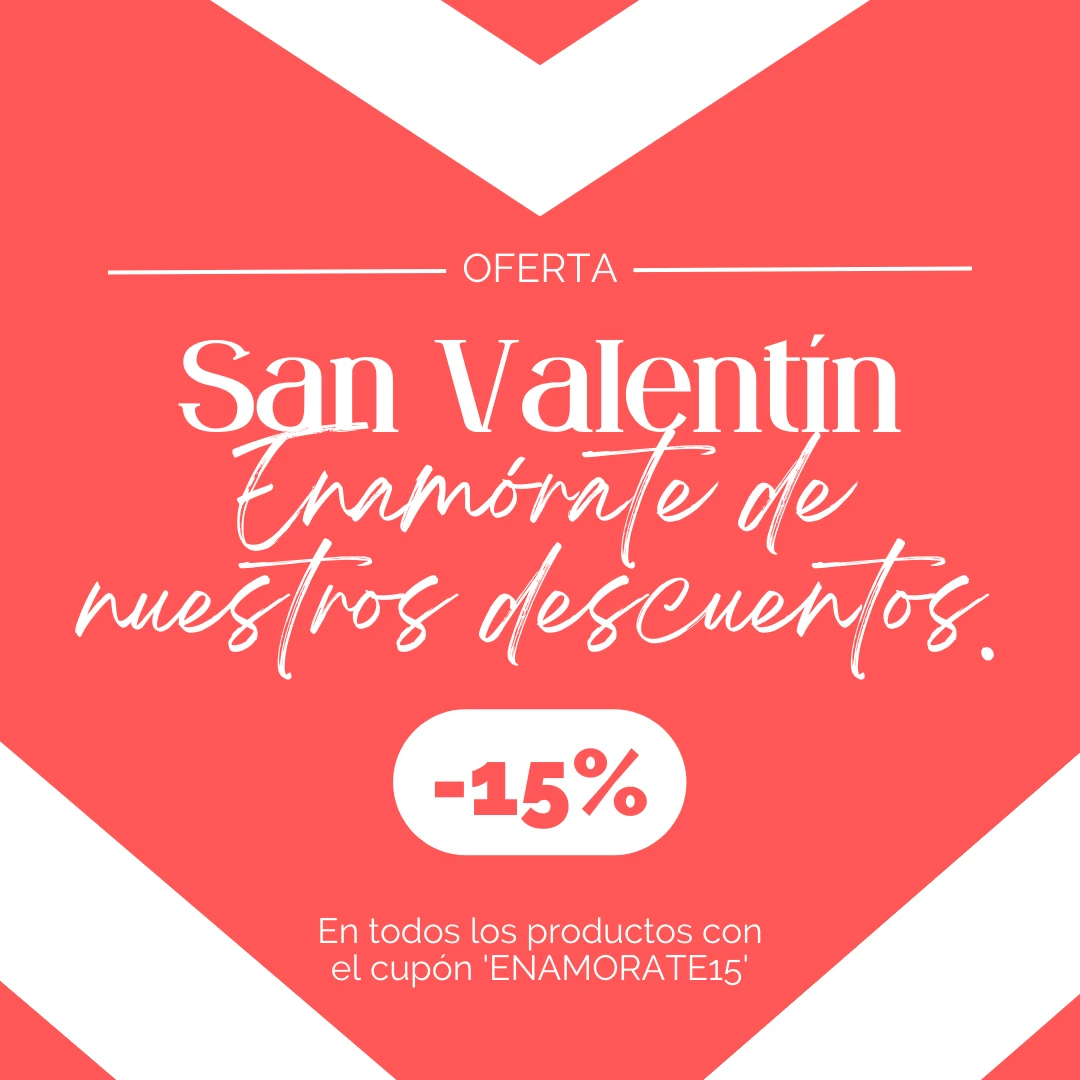 OFERTA
San Valentín
Enamórate de
nuestros descuentos.
-15%
En todos los productos con
el cupón 'ENAMORATE15'